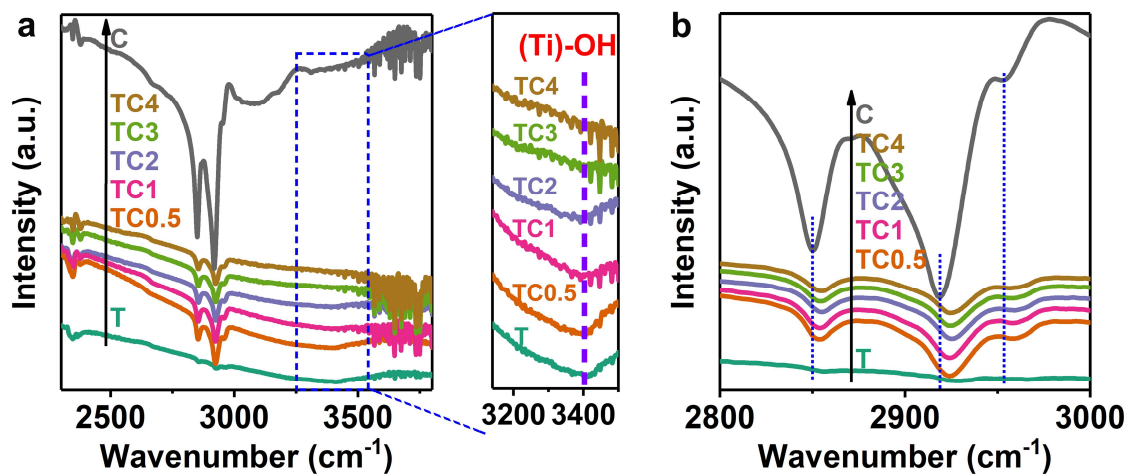 a
Intensity (a.u.)
C
TC4
TC3
TC2
TC1
TC0.5
T
2500 3000 3500
Wavenumber (cm-1)
(Ti)-OH
TC4
TC3
TC2
TC1
TC0.5
T
3200 3400
b
Intensity (a.u.)
C
TC4
TC3
TC2
TC1
TC0.5
T
2800 2900 3000
Wavenumber (cm-1)